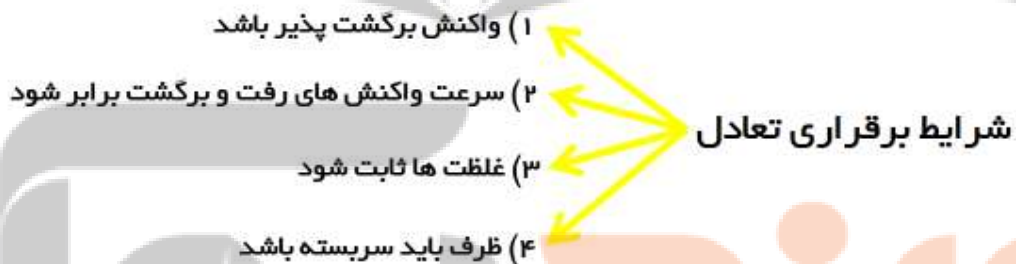 ۱) واکنش برگشت پذیر باشد
۲) سرعت واکنش های رفت و برگشت برابر شود
شرایط برقراری تعادل
۳) غلظت ها ثابت شود
۴) ظرف باید سربسته باشد